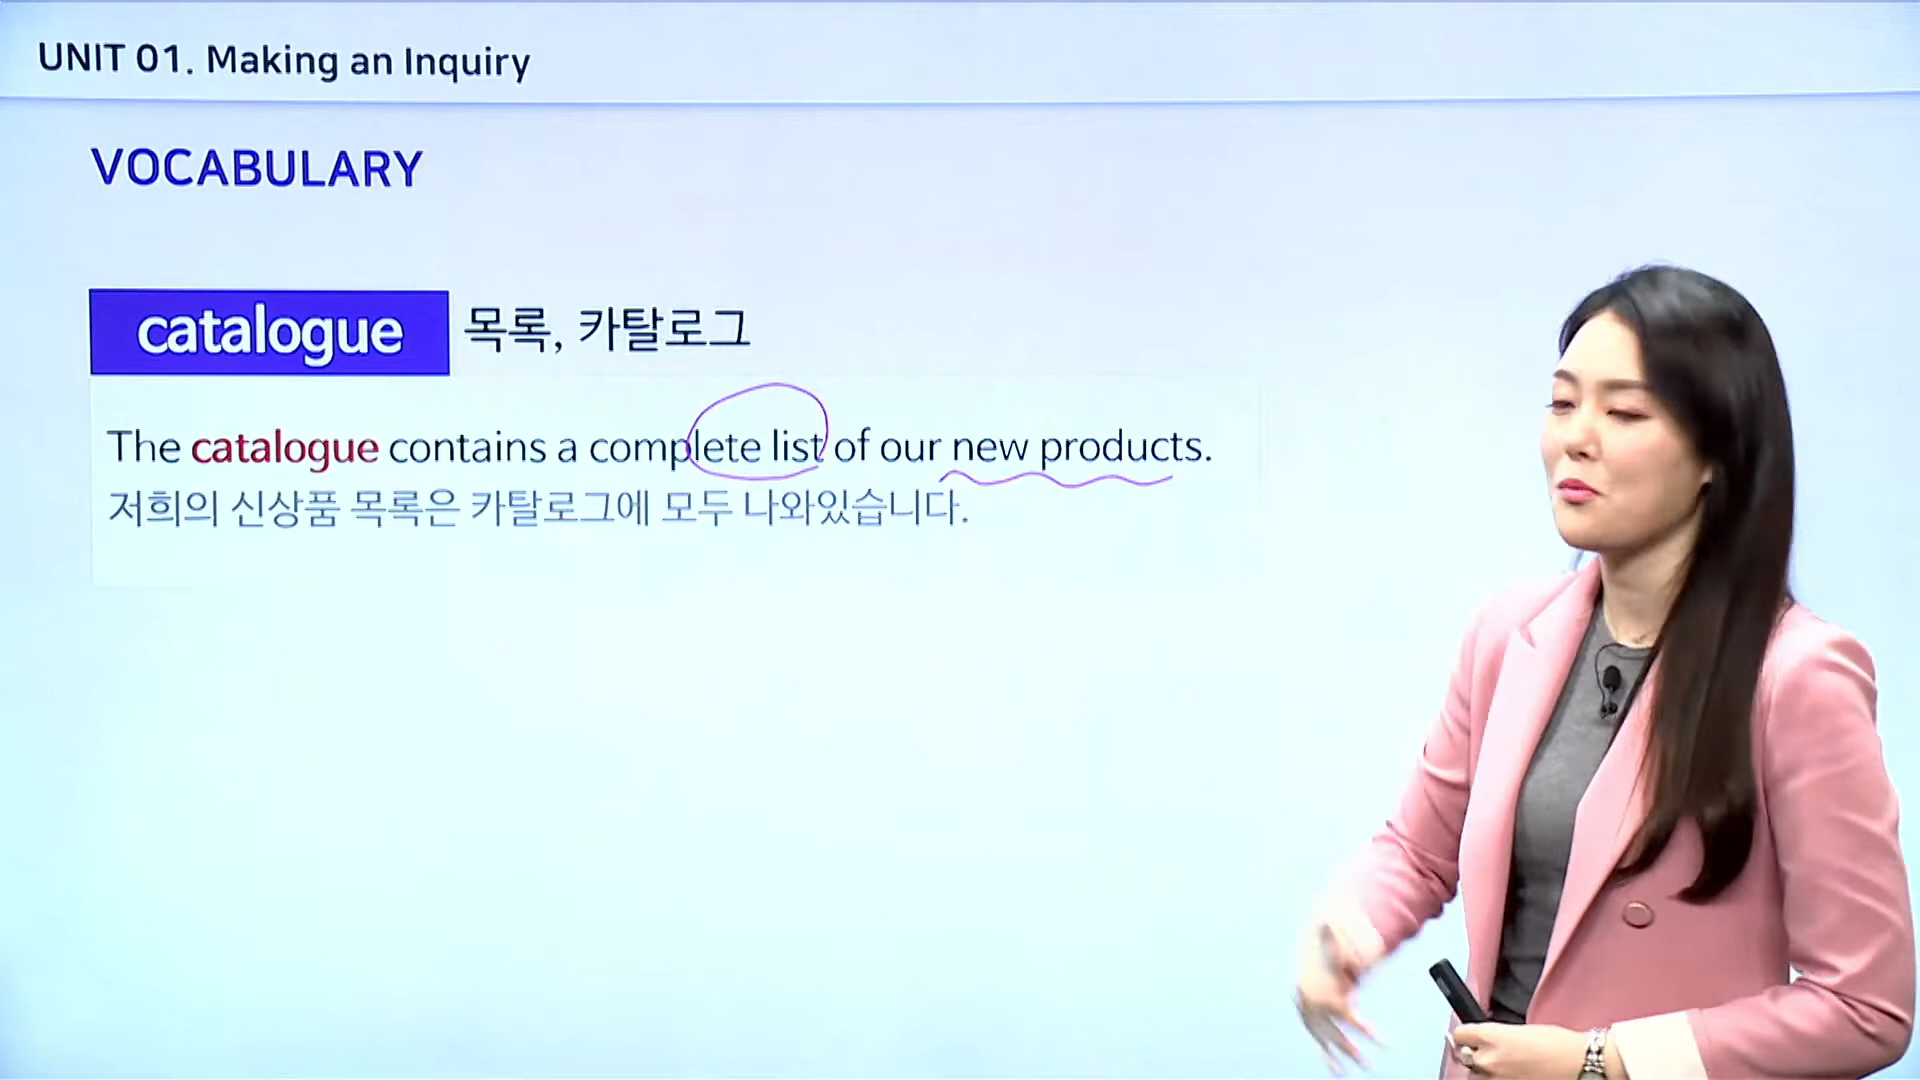 UNIT 01. Making an Inquiry
VOCABULARY
catalogue 목록, 카탈로그
The catalogue contains a complete list of our new products.
저희의 신상품 목록은 카탈로그에 모두 나와있습니다.